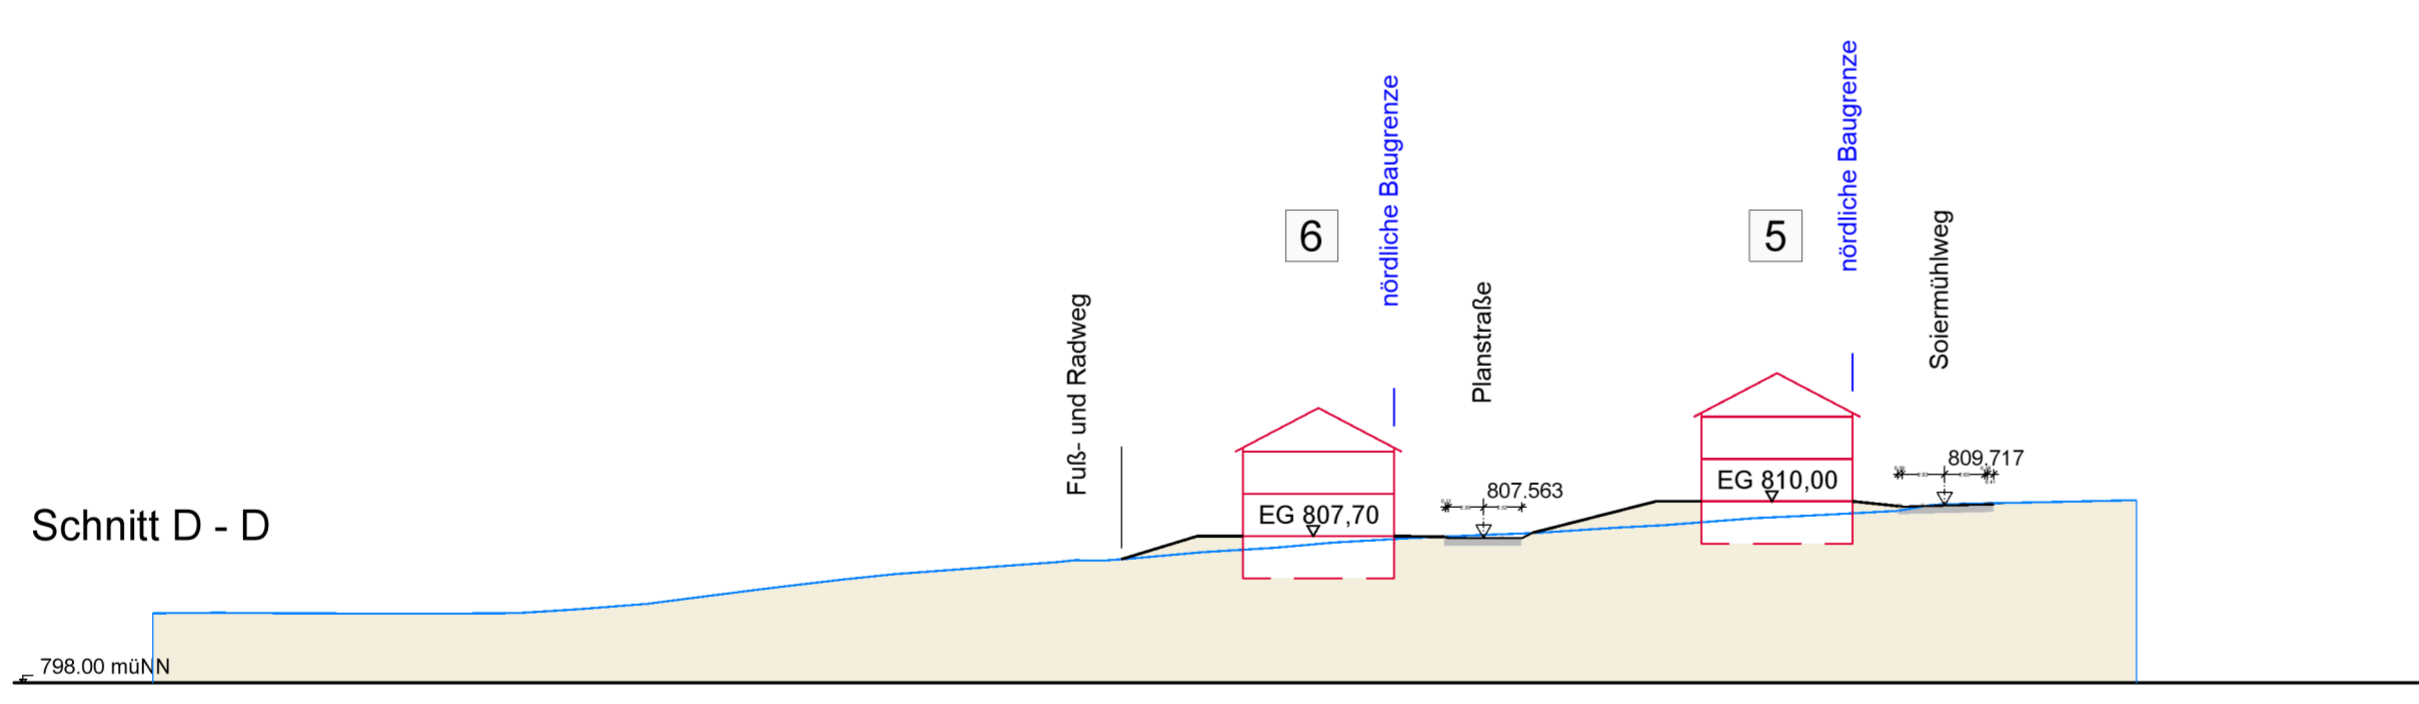 nördliche Baugrenze
nördliche Baugrenze
6
5
Soiermühlweg
Planstraße
Fuß- und Radweg
809.717
EG 810,00
807.563
EG 807,70
Schnitt D - D
798.00 müNN